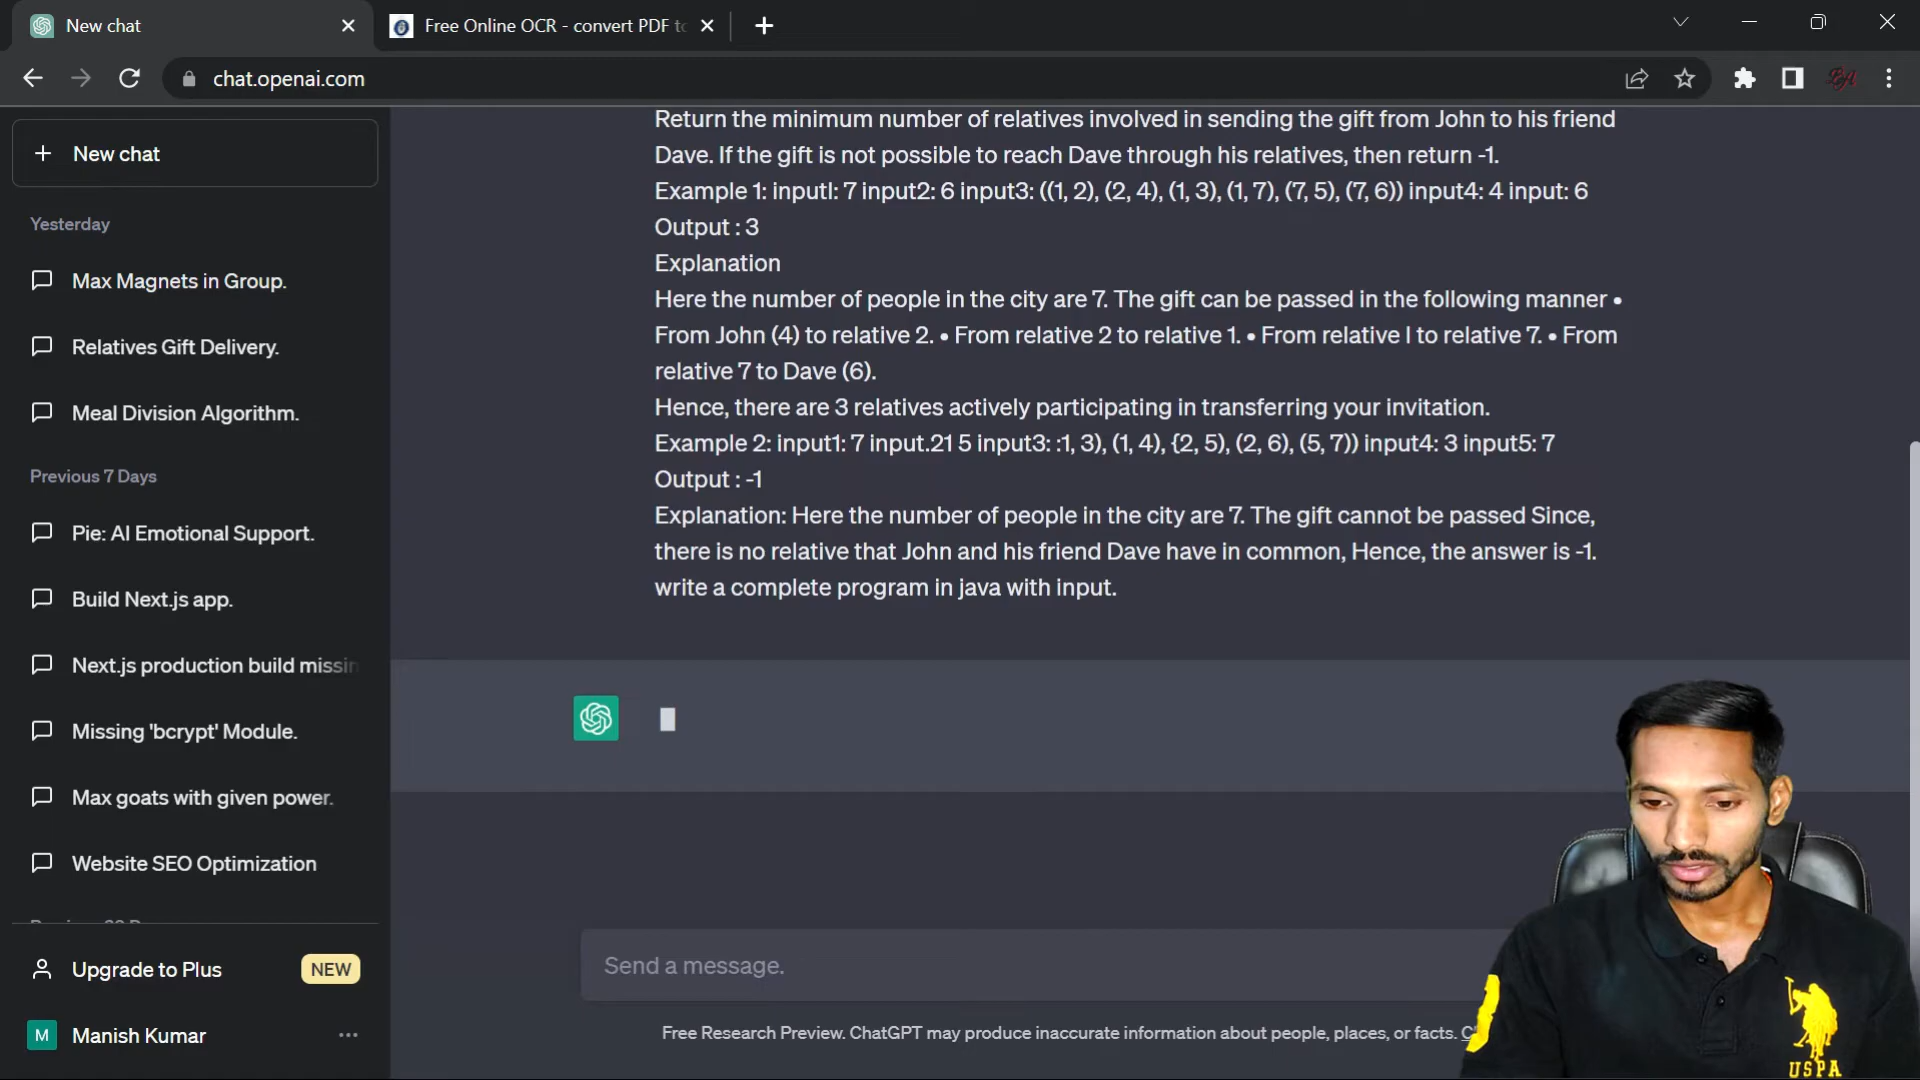 New chat
Free Online OCR - convert PDF to
chat.openai.com
New chat
Yesterday
Max Magnets in Group.
Relatives Gift Delivery.
Meal Division Algorithm.
Previous 7 Days
Pie: AI Emotional Support.
Build Next.js app.
Next.js production build missin
Missing 'bcrypt' Module.
Max goats with given power.
Website SEO Optimization
Upgrade to Plus NEW
M Manish Kumar
Return the minimum number of relatives involved in sending the gift from John to his friend
Dave. If the gift is not possible to reach Dave through his relatives, then return -1.
Example 1: inputl: 7 input2: 6 input3: ((1, 2), (2, 4), (1, 3), (1, 7), (7, 5), (7, 6)) input4: 4 input: 6
Output : 3
Explanation
Here the number of people in the city are 7. The gift can be passed in the following manner •
From John (4) to relative 2. • From relative 2 to relative 1. • From relative l to relative 7. • From
relative 7 to Dave (6).
Hence, there are 3 relatives actively participating in transferring your invitation.
Example 2: input1: 7 input.21 5 input3: :1, 3), (1, 4), {2, 5), (2, 6), (5, 7)) input4: 3 input5: 7
Output : -1
Explanation: Here the number of people in the city are 7. The gift cannot be passed Since,
there is no relative that John and his friend Dave have in common, Hence, the answer is -1.
write a complete program in java with input.
Send a message.
Free Research Preview. ChatGPT may produce inaccurate information about people, places, or facts.
USPA